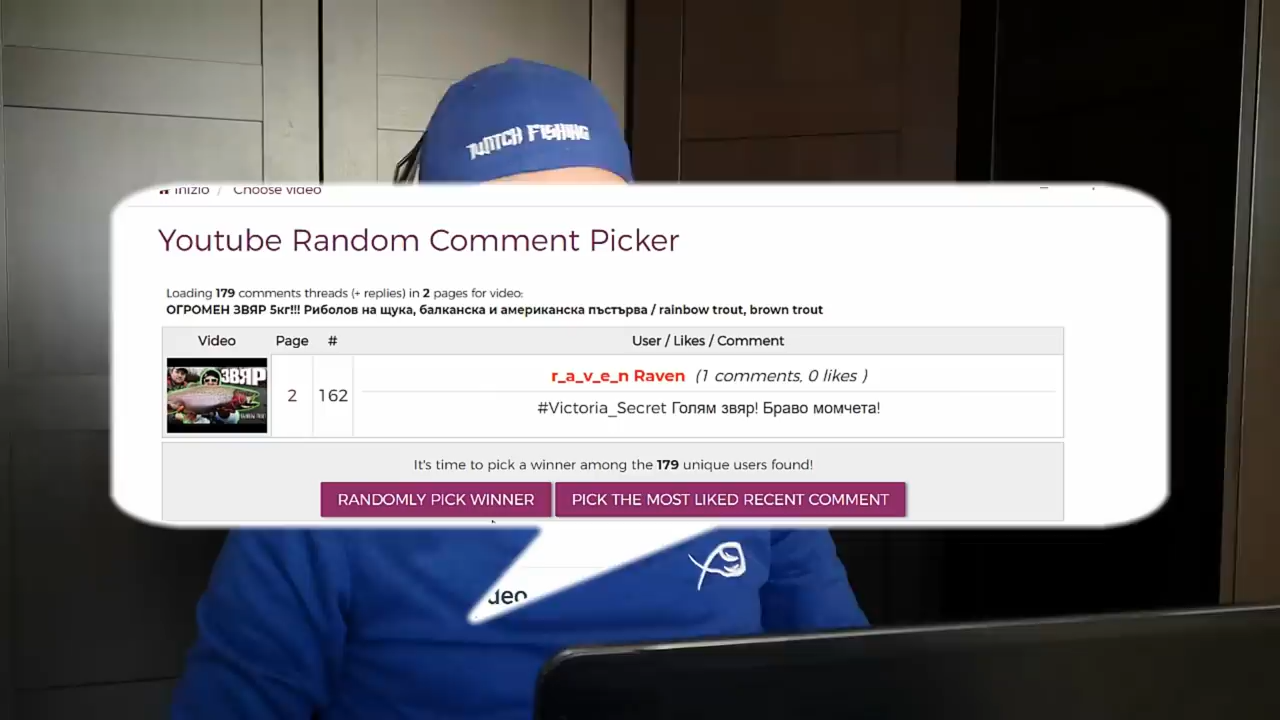 TWITCH FISHING
Inizio / Choose video
Youtube Random Comment Picker
Loading 179 comments threads (+ replies) in 2 pages for video:
ОГРОМЕН ЗВЯР 5кг!!! Риболов на щука, балканска и американска пъстърва / rainbow trout, brown trout
Video Page # User / Likes / Comment
ЗВЯР
2 162 r_a_v_e_n Raven (1 comments, 0 likes )
#Victoria_Secret Голям звяр! Браво момчета!
It's time to pick a winner among the 179 unique users found!
RANDOMLY PICK WINNER PICK THE MOST LIKED RECENT COMMENT
deo